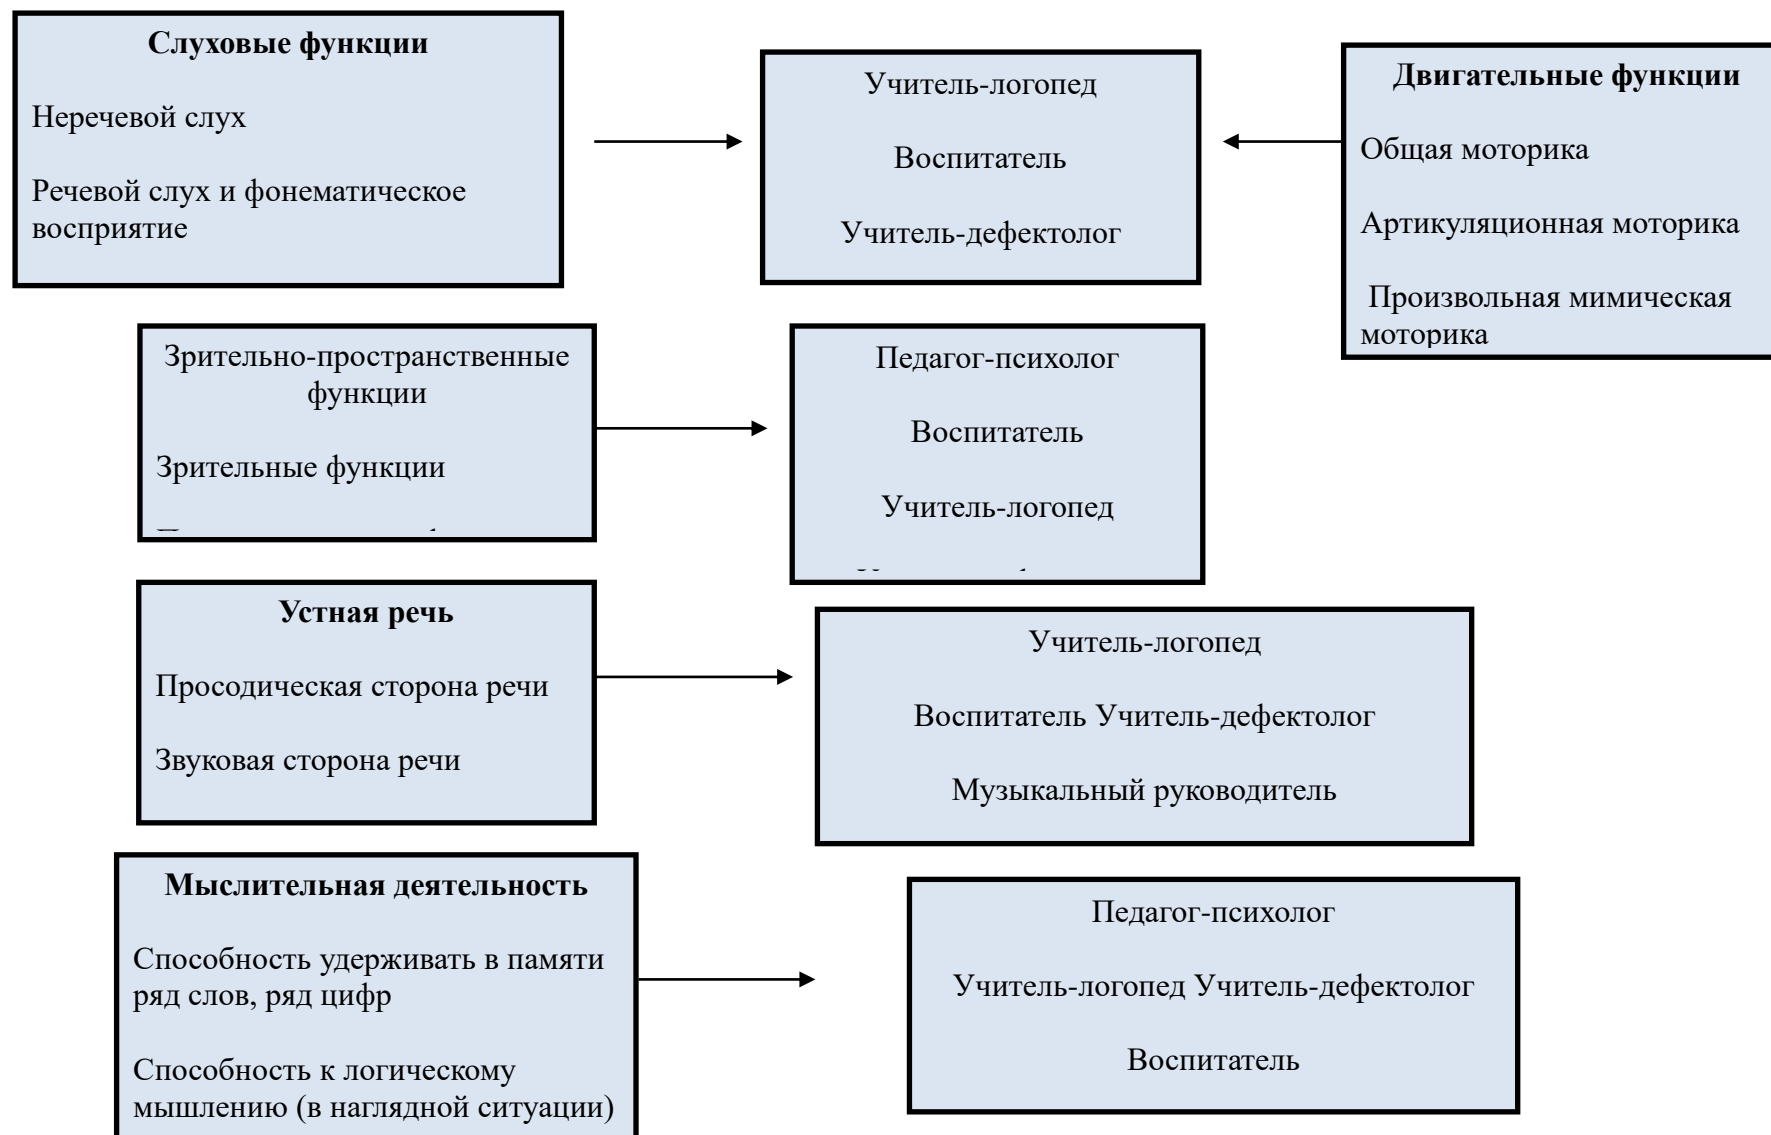 Слуховые функции
Неречевой слух
Речевой слух и фонематическое
восприятие
Учитель-логопед
Воспитатель
Учитель-дефектолог
Двигательные функции
Общая моторика
Артикуляционная моторика
Произвольная мимическая
моторика
Зрительно-пространственные
функции
Зрительные функции
Педагог-психолог
Воспитатель
Учитель-логопед
Устная речь
Просодическая сторона речи
Звуковая сторона речи
Учитель-логопед
Воспитатель Учитель-дефектолог
Музыкальный руководитель
Мыслительная деятельность
Способность удерживать в памяти
ряд слов, ряд цифр
Способность к логическому
мышлению (в наглядной ситуации)
Педагог-психолог
Учитель-логопед Учитель-дефектолог
Воспитатель